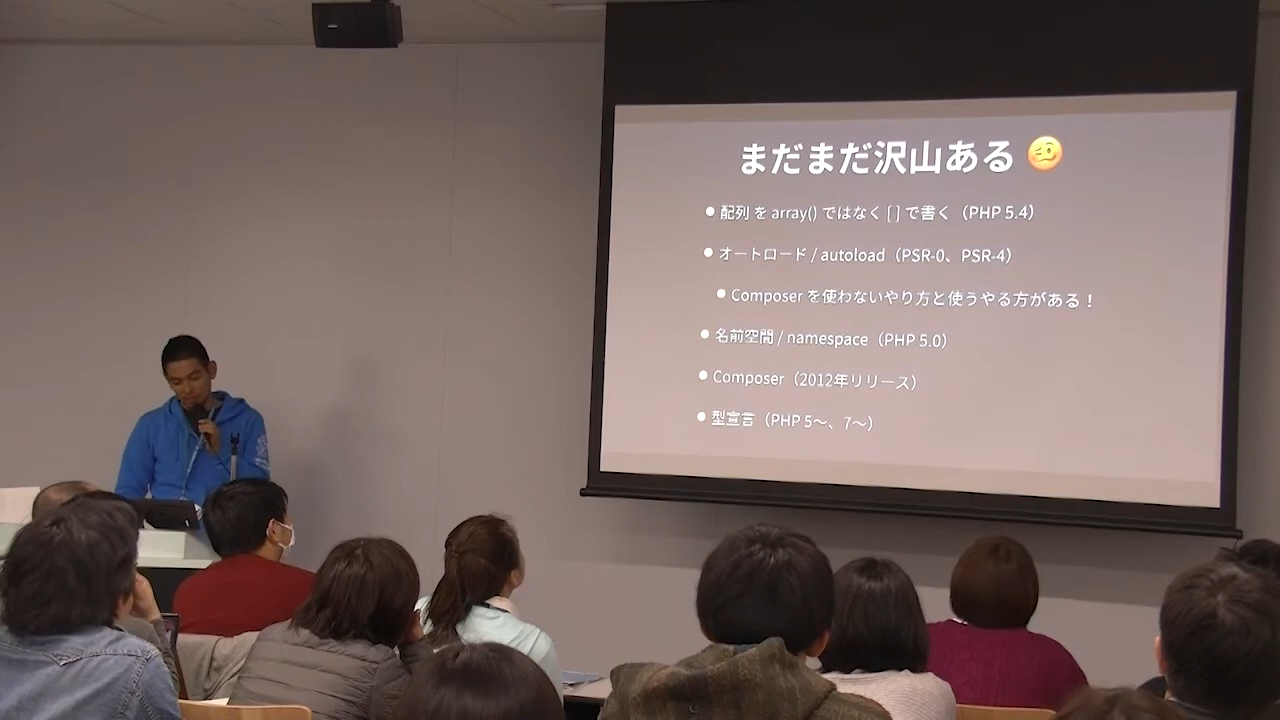 まだまだ沢山ある 🥴
● 配列 を array() ではなく [ ] で書く（PHP 5.4）
● オートロード / autoload（PSR-0、PSR-4）
● Composer を使わないやり方と使うやる方がある！
● 名前空間 / namespace（PHP 5.0）
● Composer（2012年リリース）
● 型宣言（PHP 5〜、7〜）